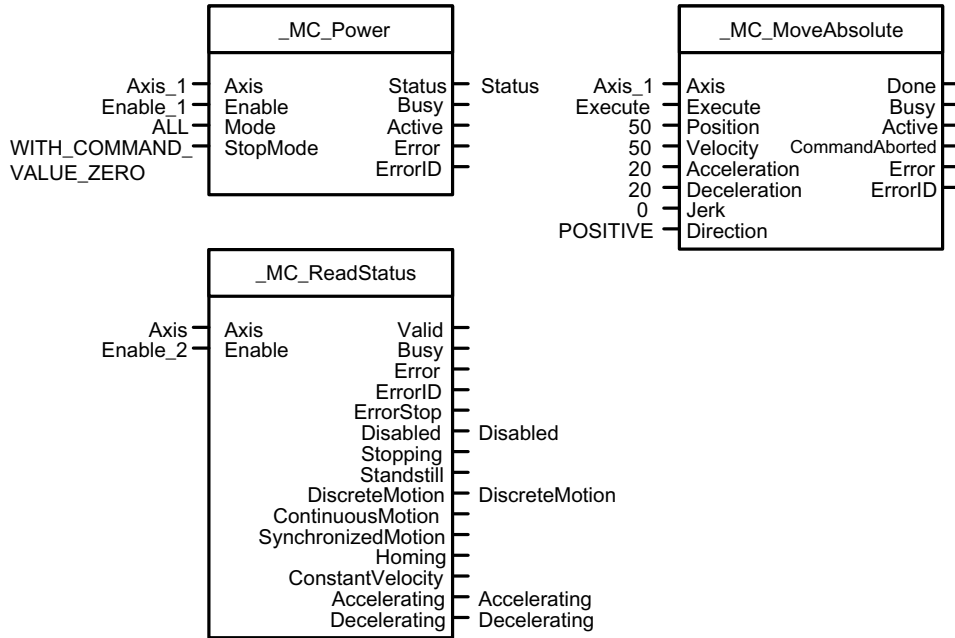 _MC_Power
Axis_1 Axis Status Status
Enable_1 Enable Busy
ALL Mode Active
WITH_COMMAND_ StopMode Error
VALUE_ZERO ErrorID
_MC_MoveAbsolute
Axis_1 Axis Done
Execute Execute Busy
50 Position Active
50 Velocity CommandAborted
20 Acceleration Error
20 Deceleration ErrorID
0 Jerk
POSITIVE Direction
_MC_ReadStatus
Axis Axis Valid
Enable_2 Enable Busy
Error
ErrorID
ErrorStop
Disabled Disabled
Stopping
Standstill
DiscreteMotion DiscreteMotion
ContinuousMotion
SynchronizedMotion
Homing
ConstantVelocity
Accelerating Accelerating
Decelerating Decelerating